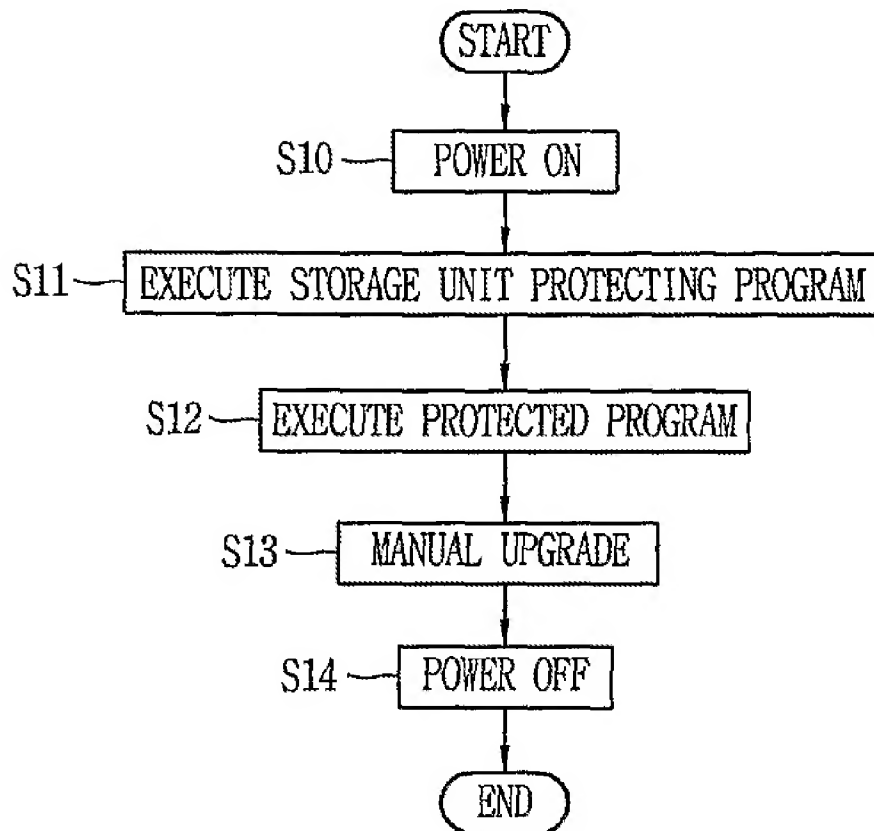 START
S10 POWER ON
S11 EXECUTE STORAGE UNIT PROTECTING PROGRAM
S12 EXECUTE PROTECTED PROGRAM
S13 MANUAL UPGRADE
S14 POWER OFF
END